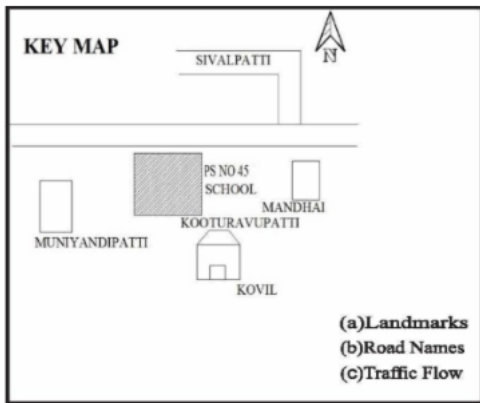 KEY MAP
N
SIVALPATTI
PS NO 45
SCHOOL
MANDHAI
KOOTURAVUPATTI
MUNIYANDIPATTI
KOVIL
(a)Landmarks
(b)Road Names
(c)Traffic Flow